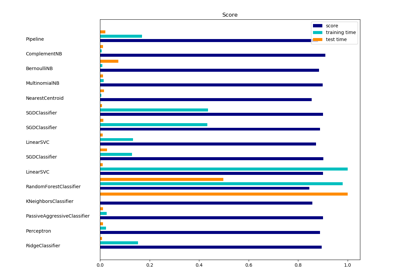 Score
score
training time
test time
Pipeline
ComplementNB
BernoulliNB
MultinomialNB
NearestCentroid
SGDClassifier
SGDClassifier
LinearSVC
SGDClassifier
LinearSVC
RandomForestClassifier
KNeighborsClassifier
PassiveAggressiveClassifier
Perceptron
RidgeClassifier
0.0 0.2 0.4 0.6 0.8 1.0